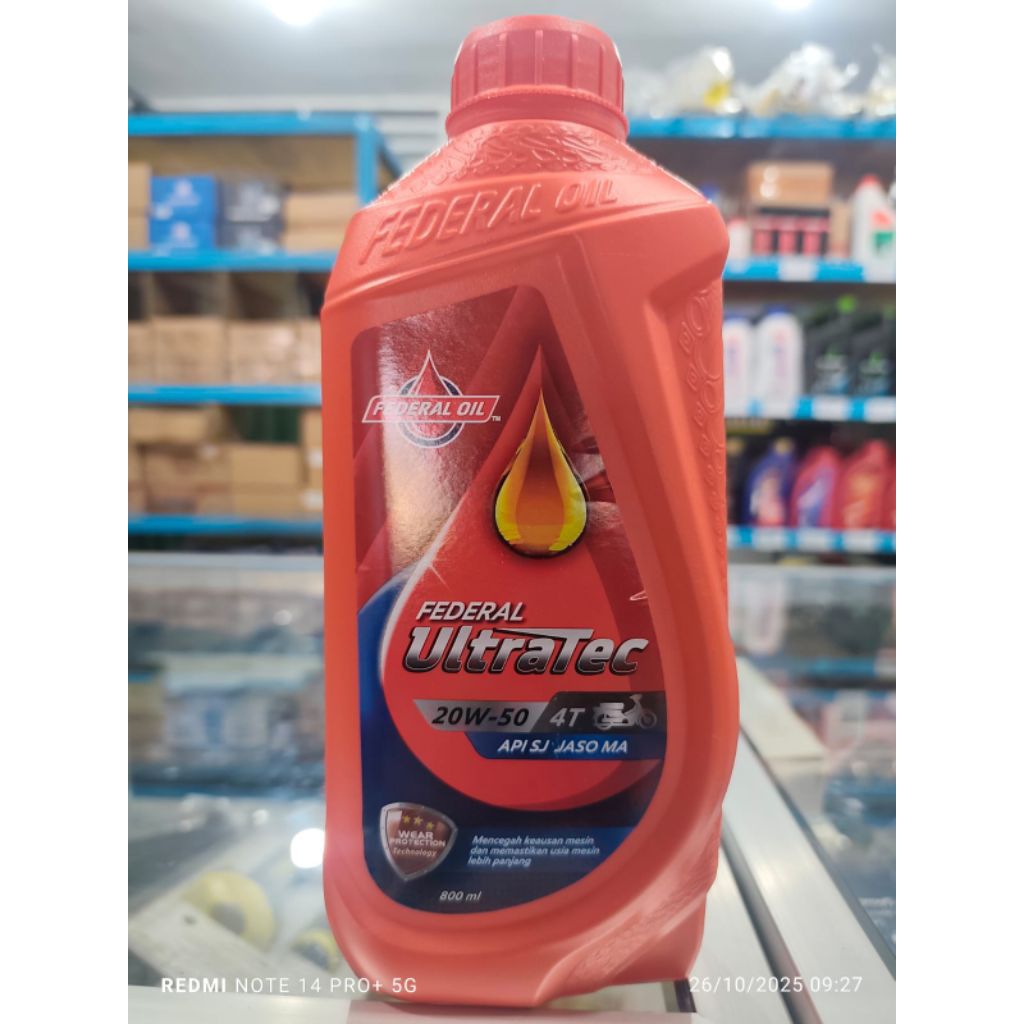 FEDERAL OIL
FEDERAL OIL™
FEDERAL
UltraTec
20W-50 4T
API SJ JASO MA
WEAR
PROTECTION
Technology
Mencegah keausan mesin
dan memastikan usia mesin
lebih panjang
800 ml
REDMI NOTE 14 PRO+ 5G
26/10/2025 09:27